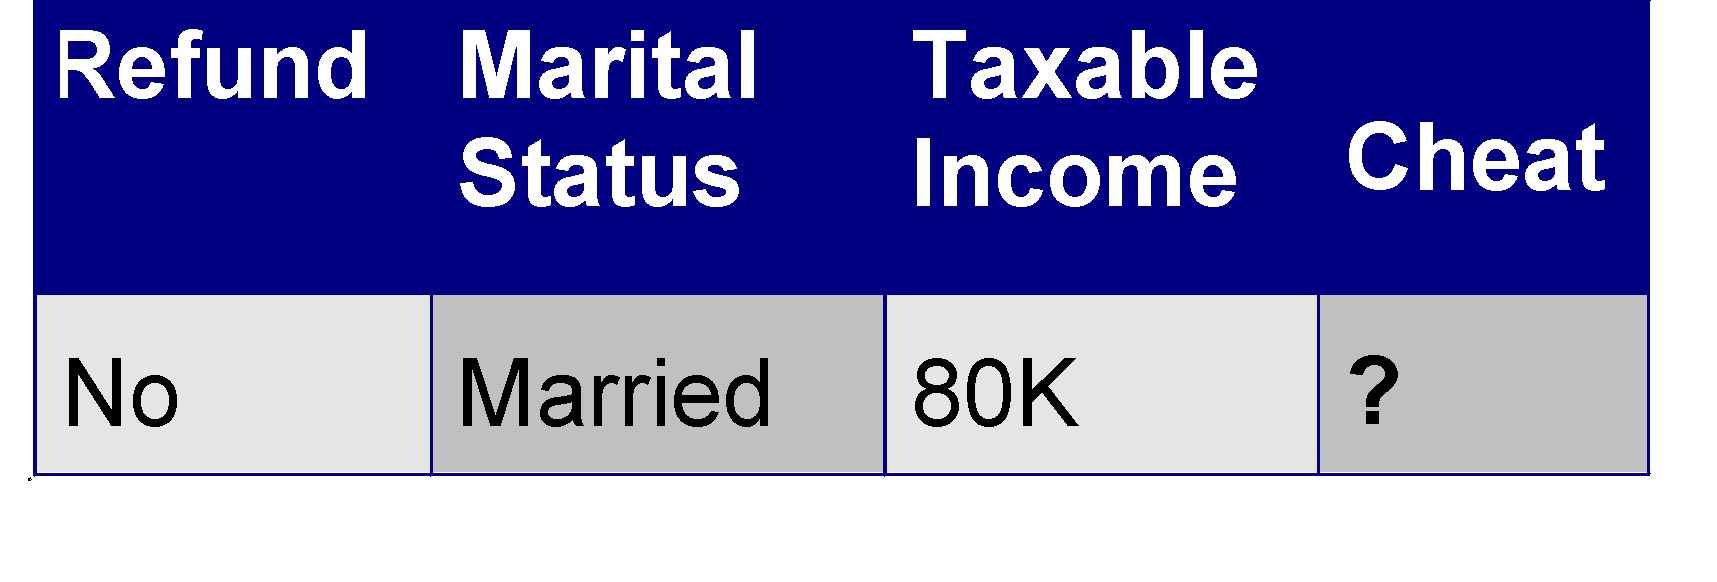 Refund
Marital
Status
Taxable
Income
Cheat
No
Married
80K
?